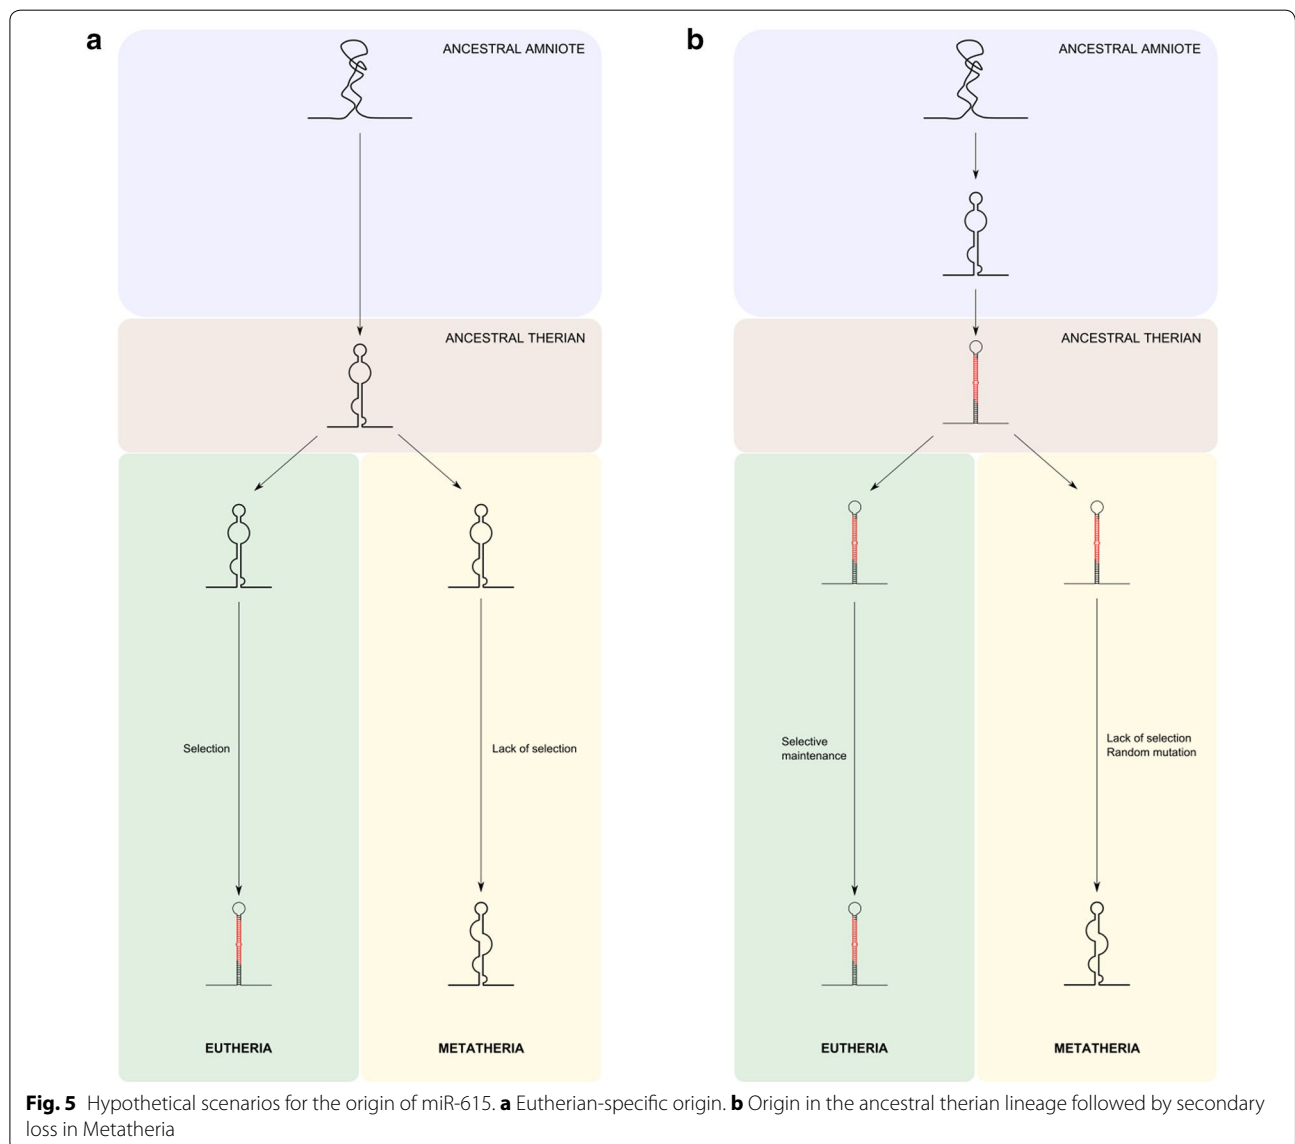 a
ANCESTRAL AMNIOTE
ANCESTRAL THERIAN
Selection
Lack of selection
EUTHERIA
METATHERIA
b
ANCESTRAL AMNIOTE
ANCESTRAL THERIAN
Selective
maintenance
Lack of selection
Random mutation
EUTHERIA
METATHERIA
Fig. 5 Hypothetical scenarios for the origin of miR-615. a Eutherian-specific origin. b Origin in the ancestral therian lineage followed by secondary
loss in Metatheria